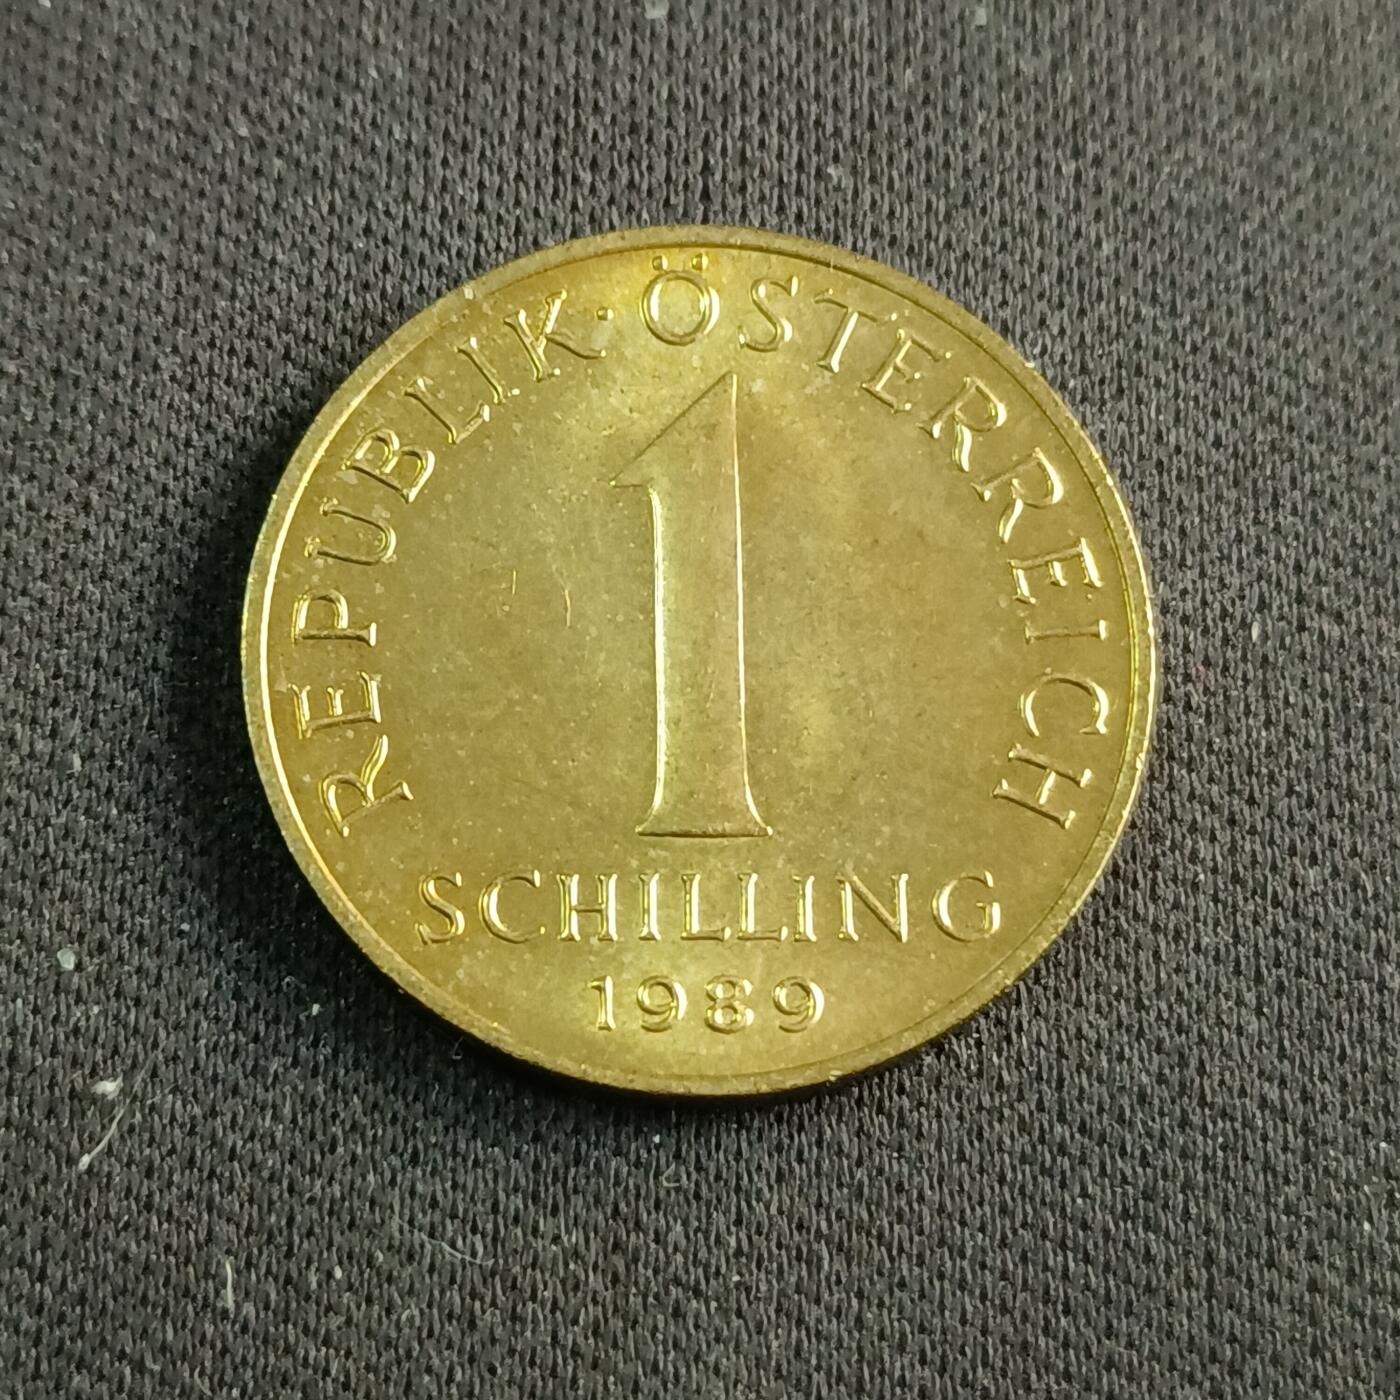 REPUBLIK·ÖSTERREICH
1
SCHILLING
1989